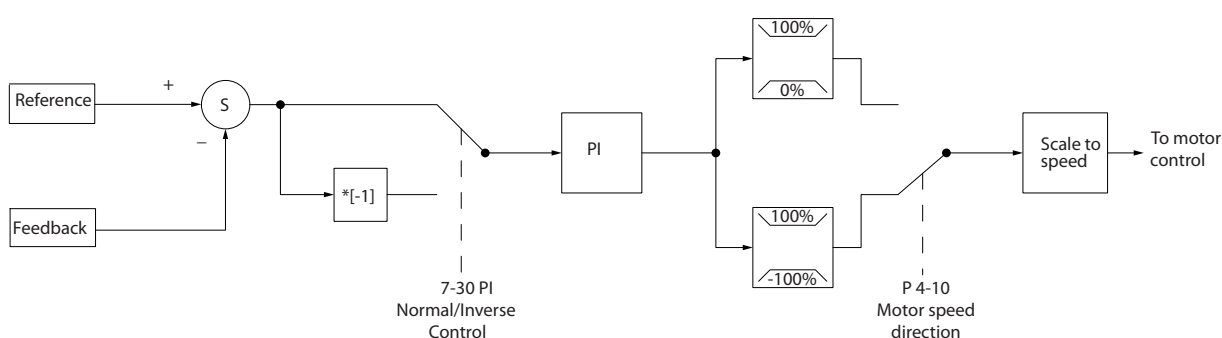 Reference
+
S
−
Feedback
*[-1]
7-30 PI
Normal/Inverse
Control
PI
100%
0%
100%
-100%
P 4-10
Motor speed
direction
Scale to
speed
To motor
control